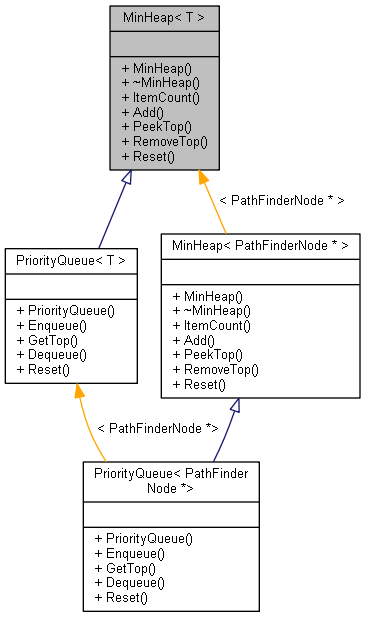 MinHeap< T >
+ MinHeap()
+ ~MinHeap()
+ ItemCount()
+ Add()
+ PeekTop()
+ RemoveTop()
+ Reset()
< PathFinderNode * >
PriorityQueue< T >
+ PriorityQueue()
+ Enqueue()
+ GetTop()
+ Dequeue()
+ Reset()
MinHeap< PathFinderNode * >
+ MinHeap()
+ ~MinHeap()
+ ItemCount()
+ Add()
+ PeekTop()
+ RemoveTop()
+ Reset()
< PathFinderNode *>
PriorityQueue< PathFinder
Node *>
+ PriorityQueue()
+ Enqueue()
+ GetTop()
+ Dequeue()
+ Reset()